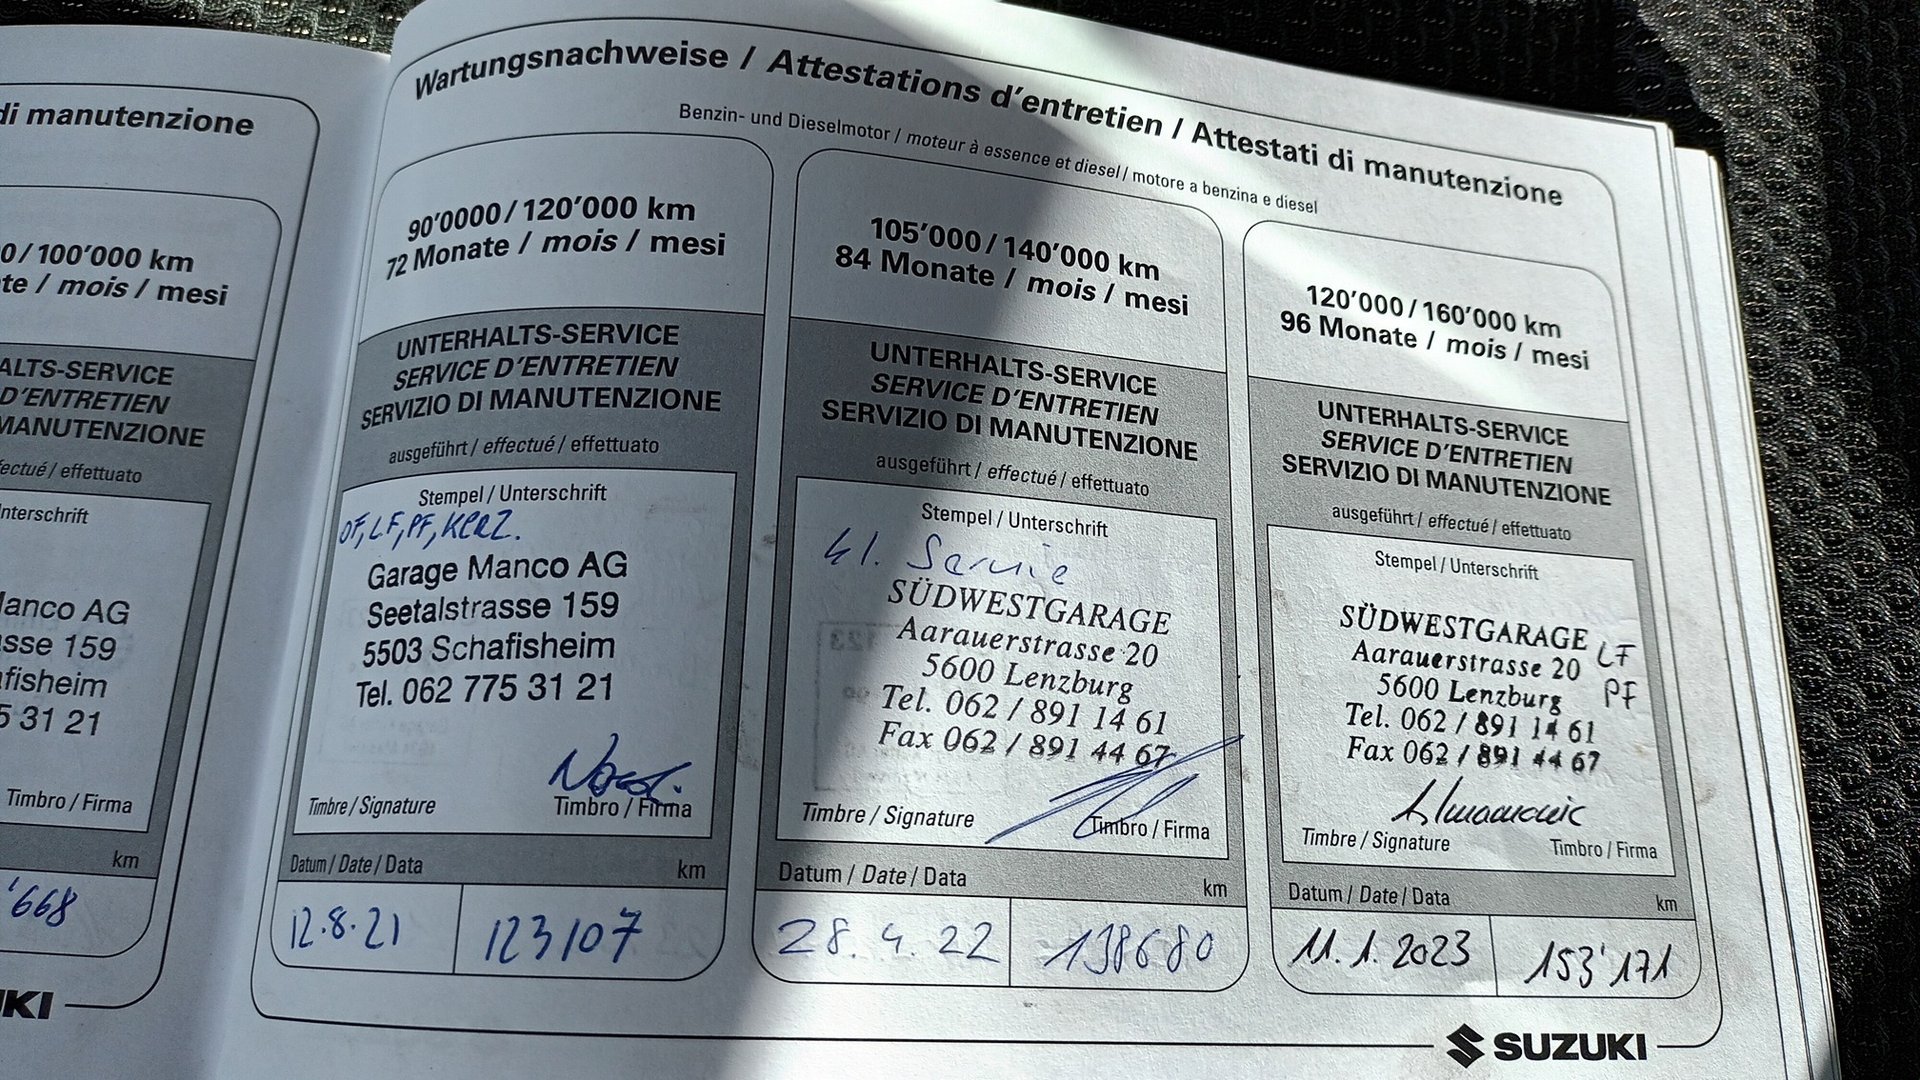 di manutenzione
0/100'000 km
te / mois / mesi
ALTS-SERVICE
D'ENTRETIEN
MANUTENZIONE
ectué / effettuato
nterschrift
Manco AG
sse 159
fisheim
5 31 21
Timbro / Firma
km
'668
UKI
Wartungsnachweise / Attestations d'entretien / Attestati di manutenzione
Benzin- und Dieselmotor / moteur à essence et diesel / motore a benzina e diesel
90'0000 / 120'000 km
72 Monate / mois / mesi
UNTERHALTS-SERVICE
SERVICE D'ENTRETIEN
SERVIZIO DI MANUTENZIONE
ausgeführt / effectué / effettuato
Stempel / Unterschrift
OF, LF, PF, KERZ.
Garage Manco AG
Seetalstrasse 159
5503 Schafisheim
Tel. 062 775 31 21
Timbre / Signature
Timbro / Firma
Datum / Date / Data
km
12.8.21
123107
105'000 / 140'000 km
84 Monate / mois / mesi
UNTERHALTS-SERVICE
SERVICE D'ENTRETIEN
SERVIZIO DI MANUTENZIONE
ausgeführt / effectué / effettuato
Stempel / Unterschrift
kl. Service
SÜDWESTGARAGE
Aarauerstrasse 20
5600 Lenzburg
Tel. 062 / 891 14 61
Fax 062 / 891 44 67
Timbre / Signature
Timbro / Firma
Datum / Date / Data
km
28.4.22
138680
120'000 / 160'000 km
96 Monate / mois / mesi
UNTERHALTS-SERVICE
SERVICE D'ENTRETIEN
SERVIZIO DI MANUTENZIONE
ausgeführt / effectué / effettuato
Stempel / Unterschrift
SÜDWESTGARAGE LF
Aarauerstrasse 20
5600 Lenzburg PF
Tel. 062 / 891 14 61
Fax 062 / 891 44 67
Timbre / Signature
Timbro / Firma
Datum / Date / Data
km
11.1.2023
153'171
SUZUKI